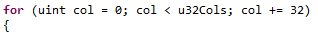 for (uint col = 0; col < u32Cols; col += 32)
{